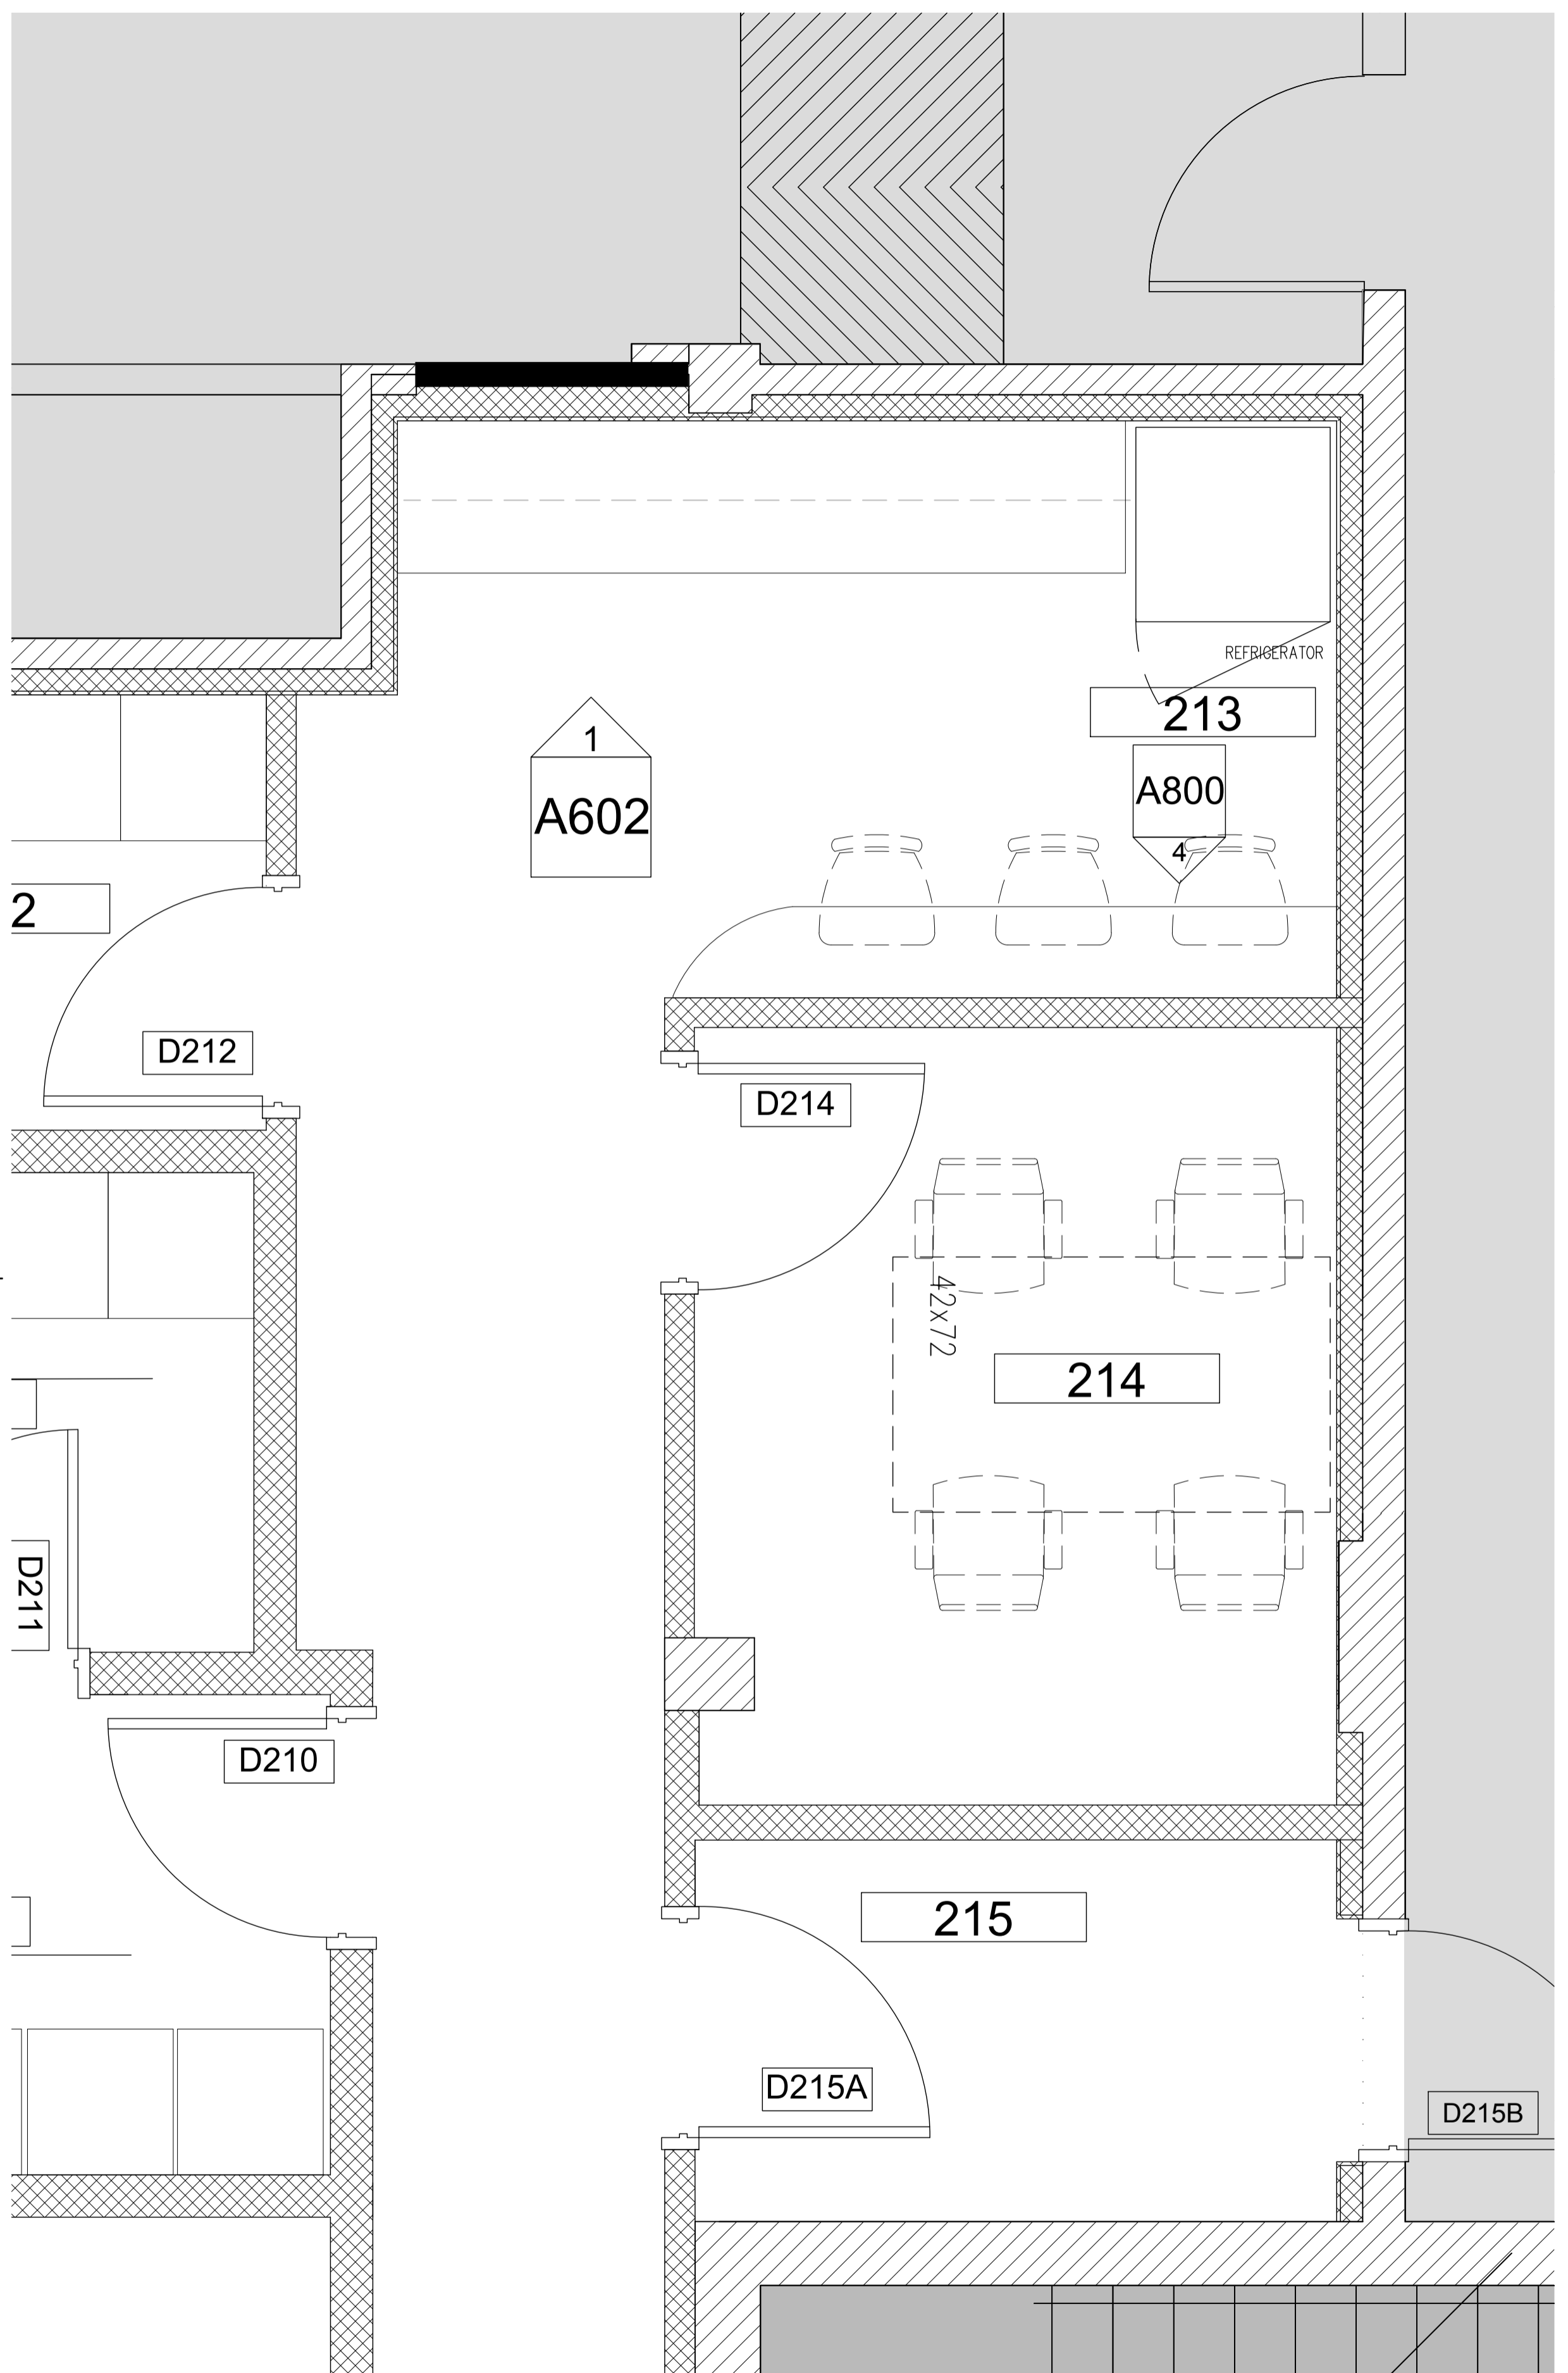 REFRIGERATOR
213
1
A602
A800
4
2
D212
D214
42x72
214
D211
D210
215
D215A
D215B